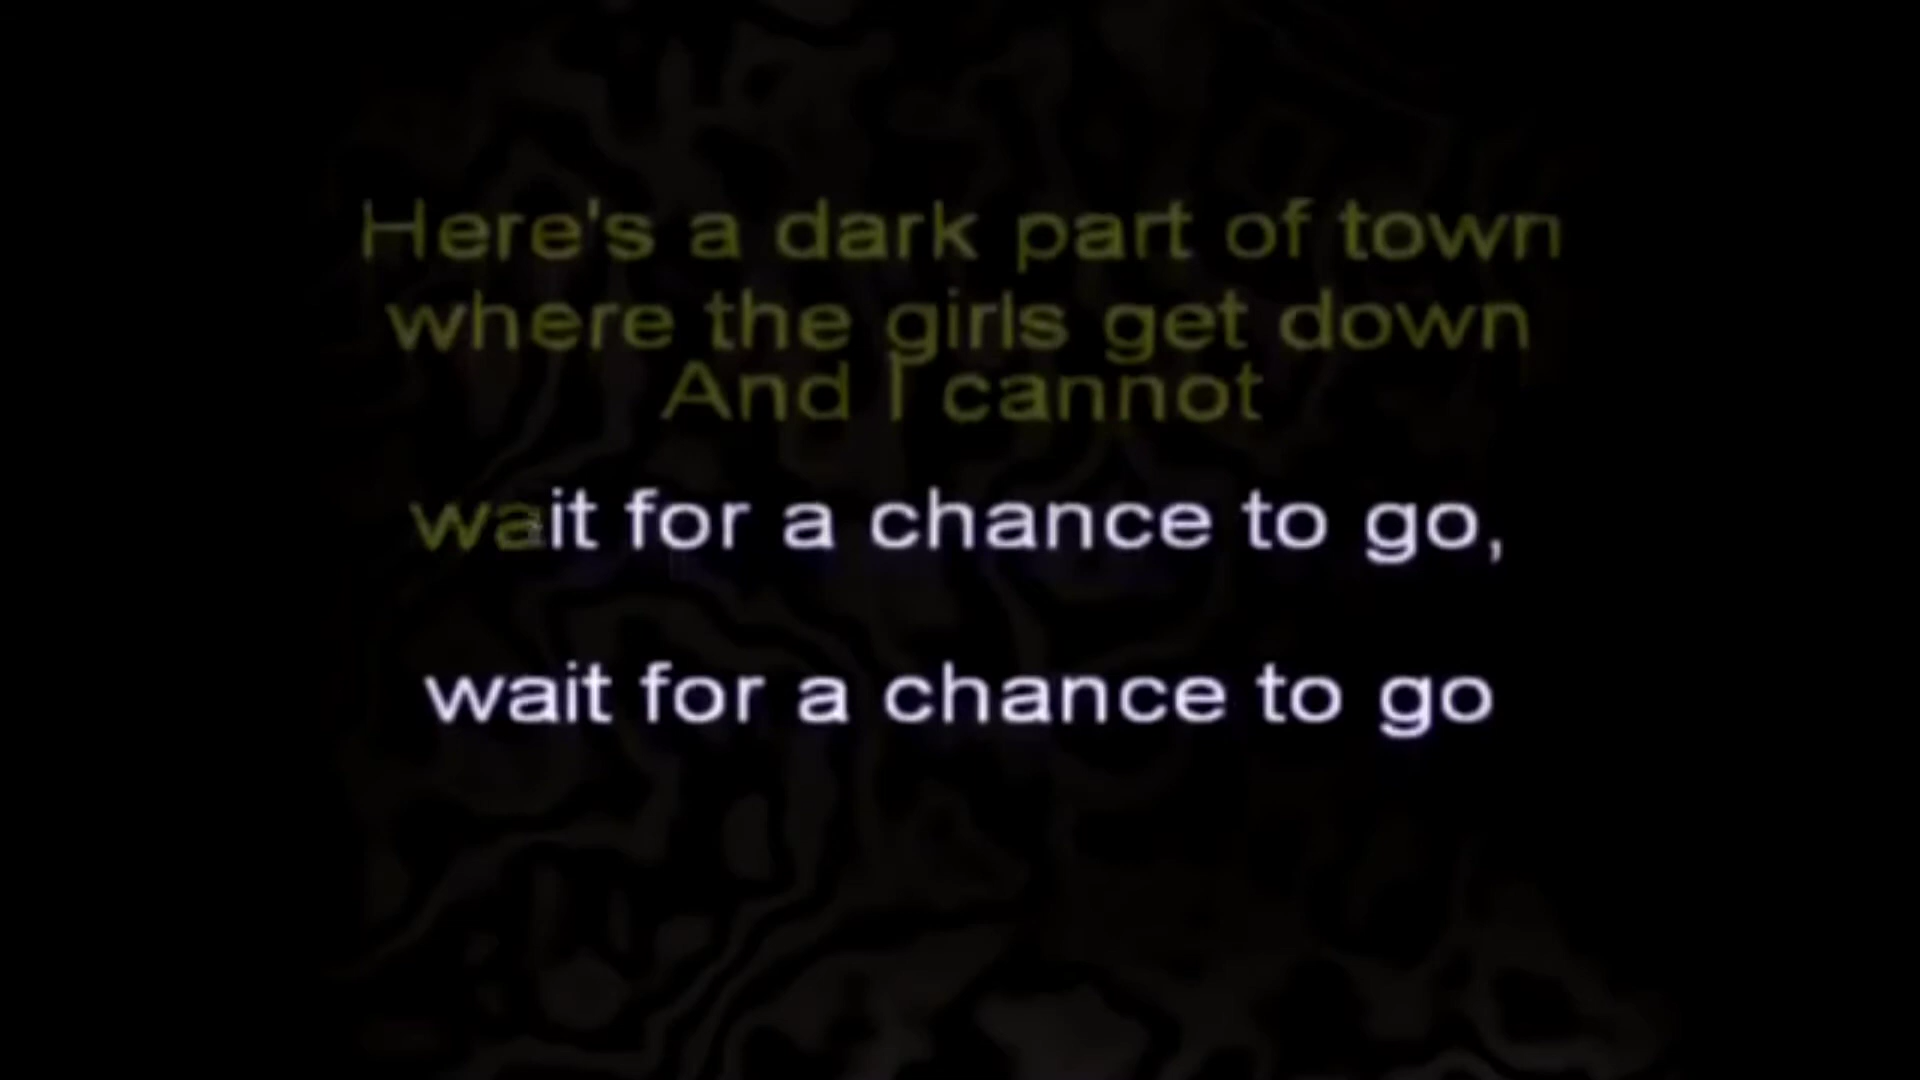 Here's a dark part of town
where the girls get down
And I cannot
wait for a chance to go,
wait for a chance to go